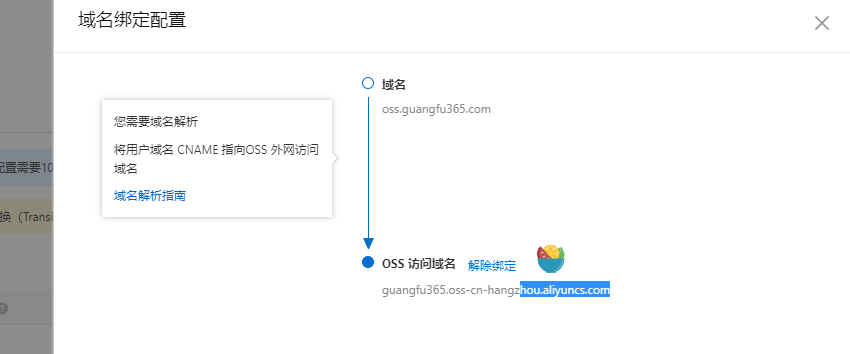 域名绑定配置
域名
oss.guangfu365.com
您需要域名解析
将用户域名 CNAME 指向OSS 外网访问
域名
域名解析指南
配置需要10
换（Transi
OSS 访问域名 解除绑定
guangfu365.oss-cn-hangzhou.aliyuncs.com